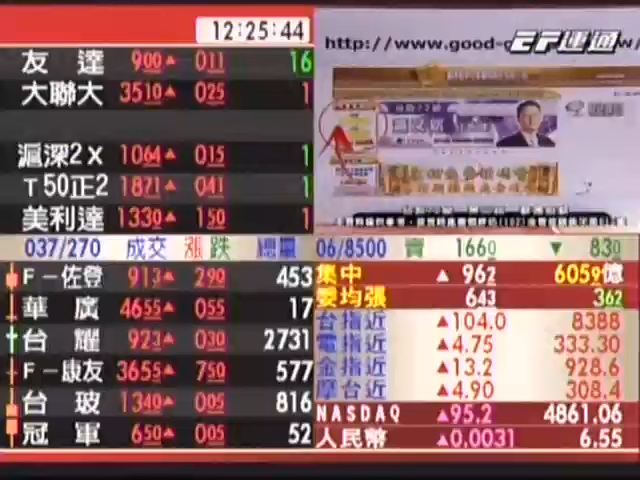 12:25:44
友達 900▲ 011 16
大聯大 3510▲ 025 1
滬深2X 1064▲ 015 1
T50正2 1821▲ 041 1
美利達 1330▲ 150 1
http://www.good-
運通
037/270 成交 漲跌 總量
F-佐登 913▲ 290 453
華廣 4655▲ 055 17
台耀 923▲ 030 2731
F-康友 3655▲ 750 577
台玻 1340▲ 005 816
冠軍 650▲ 005 52
06/8500 賣 1660 ▼ 830
集中 ▲ 962 6059億
委均張 643 362
台指近 ▲104.0 8388
電指近 ▲4.75 333.30
金指近 ▲13.2 928.6
摩台近 ▲4.90 308.4
NASDAQ ▲95.2 4861.06
人民幣 ▲0.0031 6.55